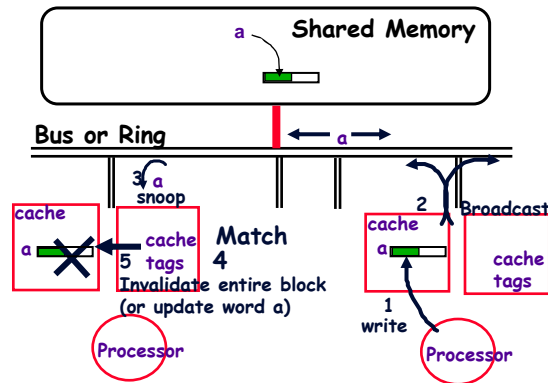 Shared Memory
a
Bus or Ring
a
3
a
snoop
2
Broadcast
cache
a
cache
tags
Match
4
5
Invalidate entire block
(or update word a)
cache
a
cache
tags
1
write
Processor
Processor